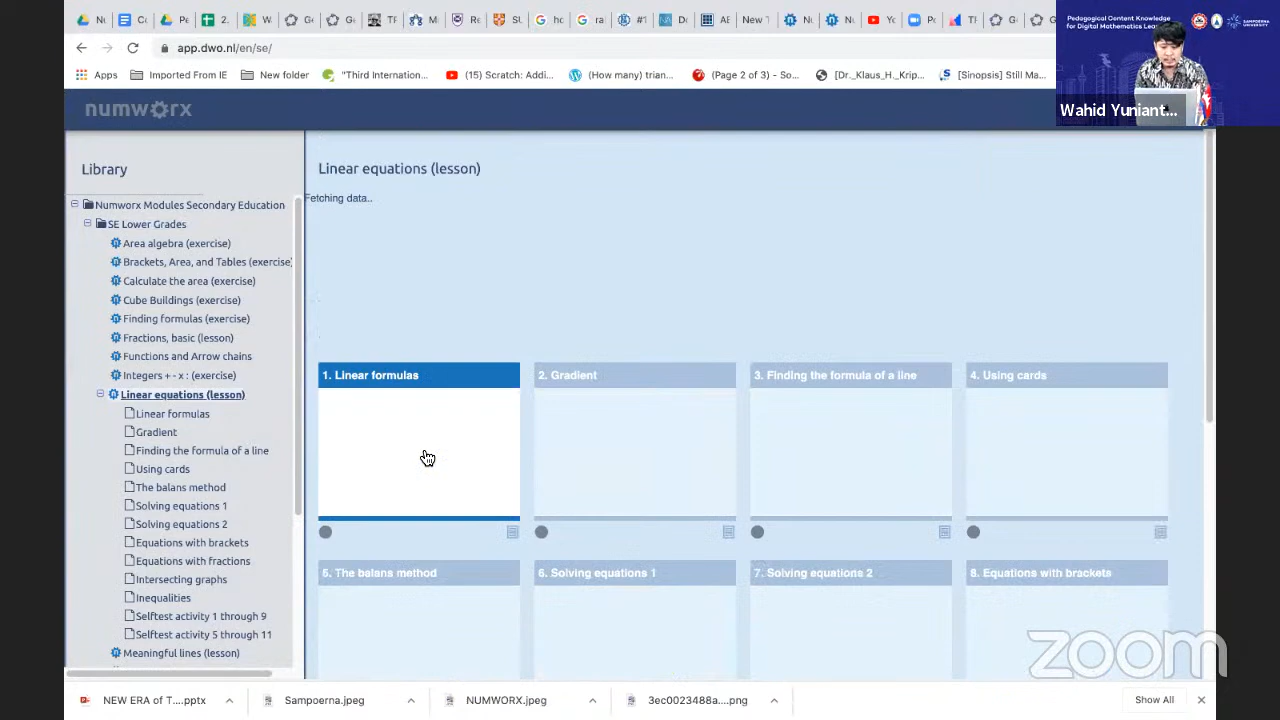 app.dwo.nl/en/se/
Apps
Imported From IE
New folder
"Third Internation...
(15) Scratch: Addi...
(How many) trian...
(Page 2 of 3) - So...
[Dr._Klaus_H._Krip...
[Sinopsis] Still Ma...
Pedagogical Content Knowledge
for Digital Mathematics Lea
SAMPOERNA
UNIVERSITY
Wahid Yuniant...
numworx
Library
Numworx Modules Secondary Education
SE Lower Grades
Area algebra (exercise)
Brackets, Area, and Tables (exercise)
Calculate the area (exercise)
Cube Buildings (exercise)
Finding formulas (exercise)
Fractions, basic (lesson)
Functions and Arrow chains
Integers + - x : (exercise)
Linear equations (lesson)
Linear formulas
Gradient
Finding the formula of a line
Using cards
The balans method
Solving equations 1
Solving equations 2
Equations with brackets
Equations with fractions
Intersecting graphs
Inequalities
Selftest activity 1 through 9
Selftest activity 5 through 11
Meaningful lines (lesson)
Linear equations (lesson)
Fetching data..
1. Linear formulas
2. Gradient
3. Finding the formula of a line
4. Using cards
5. The balans method
6. Solving equations 1
7. Solving equations 2
8. Equations with brackets
zoom
NEW ERA of T....pptx
Sampoerna.jpeg
NUMWORX.jpeg
3ec0023488a....png
Show All